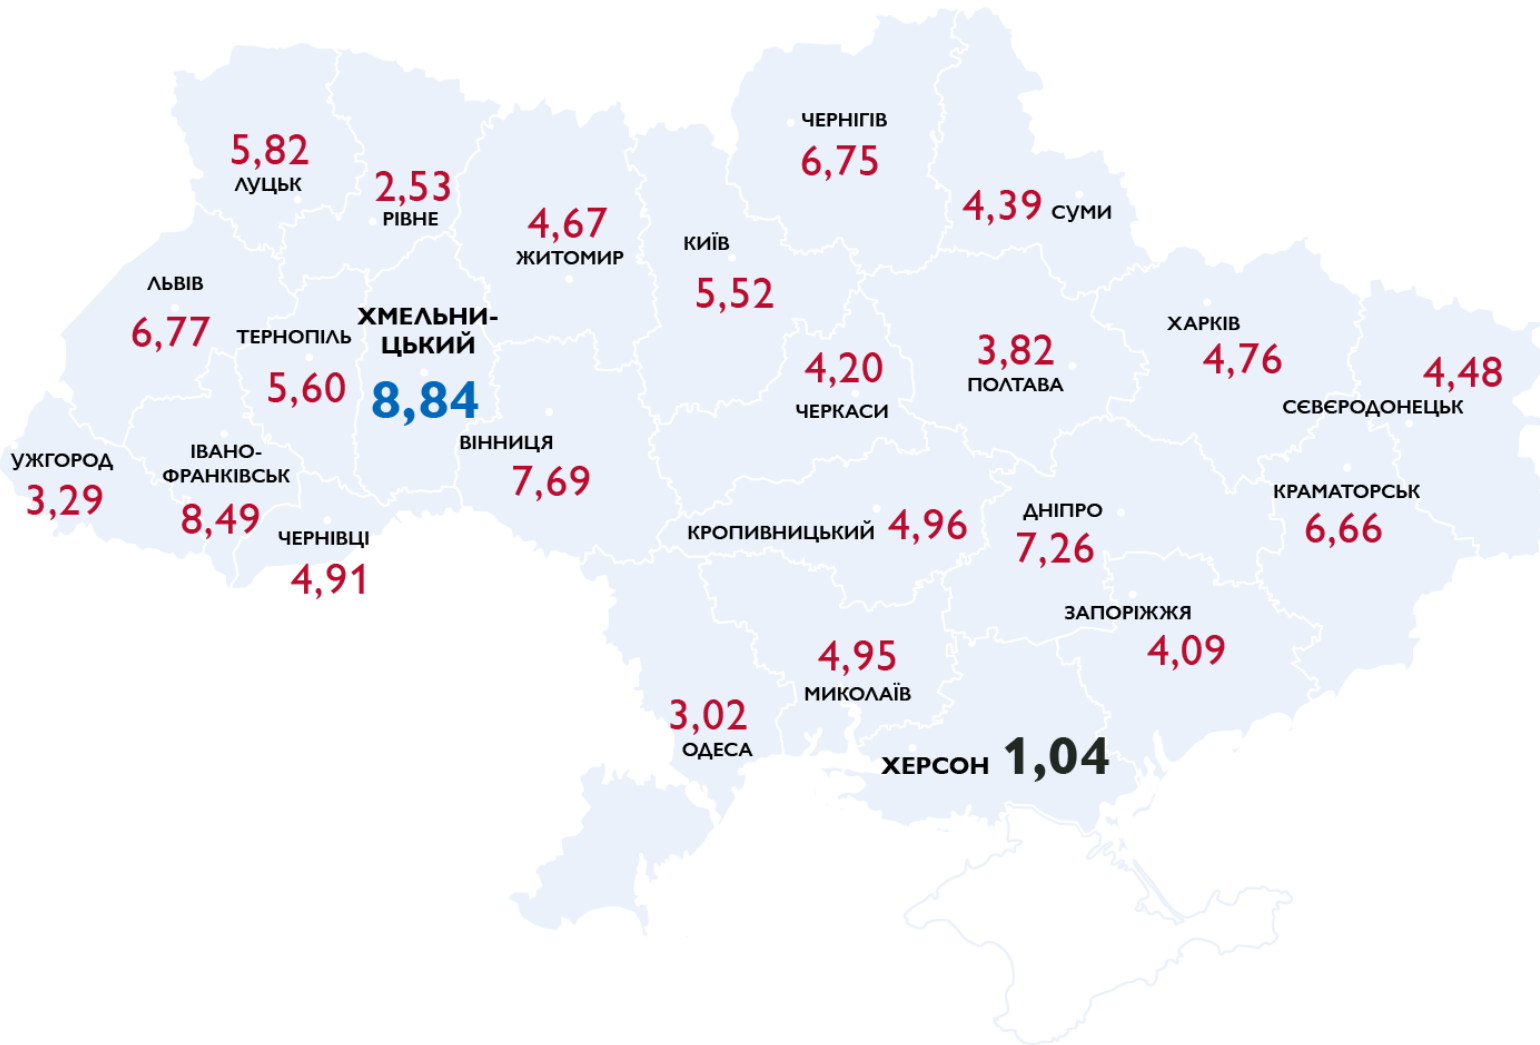 ЧЕРНІГІВ
6,75
5,82
ЛУЦЬК
2,53
РІВНЕ
4,39 СУМИ
4,67
ЖИТОМИР
КИЇВ
5,52
ЛЬВІВ
6,77
ТЕРНОПІЛЬ
5,60
ХМЕЛЬНИ-
ЦЬКИЙ
8,84
ХАРКІВ
4,76
3,82
ПОЛТАВА
4,20
ЧЕРКАСИ
4,48
СЄВЄРОДОНЕЦЬК
ВІННИЦЯ
7,69
УЖГОРОД
3,29
ІВАНО-
ФРАНКІВСЬК
8,49
ЧЕРНІВЦІ
4,91
КРОПИВНИЦЬКИЙ 4,96
ДНІПРО
7,26
КРАМАТОРСЬК
6,66
ЗАПОРІЖЖЯ
4,09
4,95
МИКОЛАЇВ
3,02
ОДЕСА
ХЕРСОН 1,04